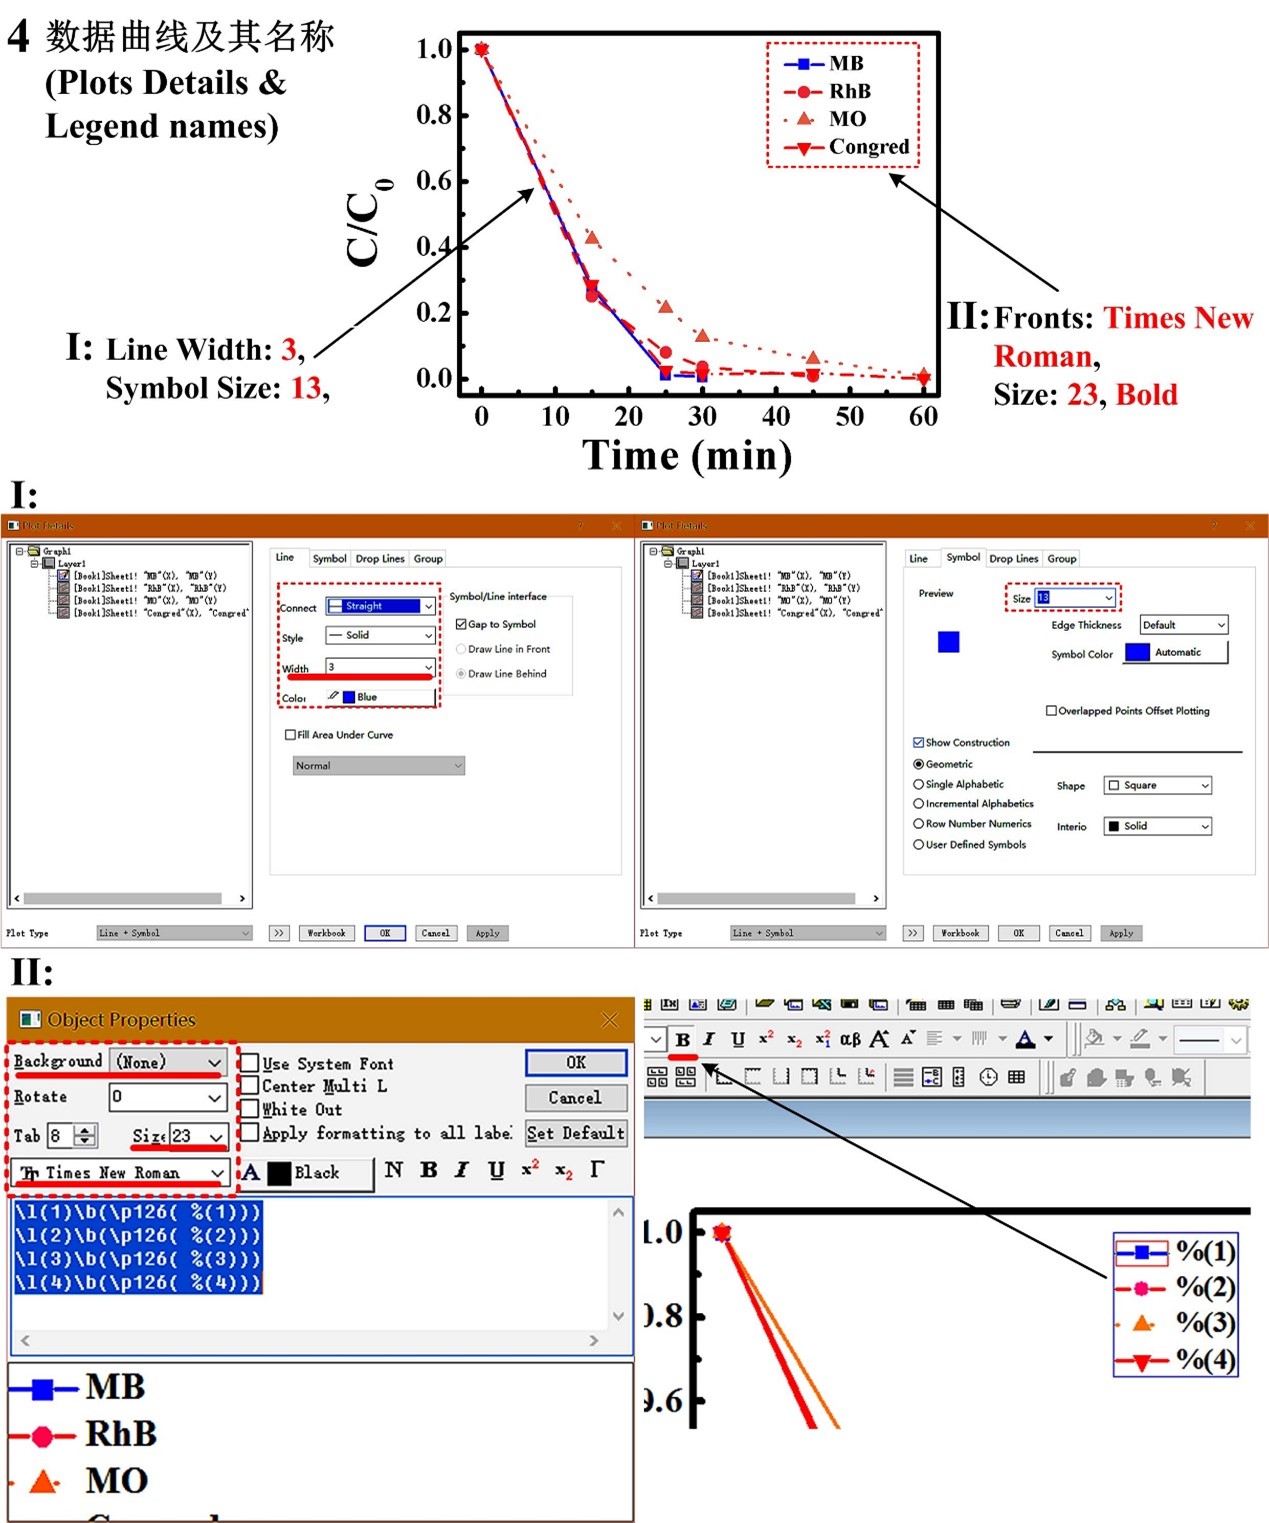 4 数据曲线及其名称
(Plots Details &
Legend names)
1.0
0.8
0.6
0.4
0.2
0.0
C/C0
MB
RhB
MO
Congred
0 10 20 30 40 50 60
Time (min)
I: Line Width: 3,
Symbol Size: 13,
II: Fronts: Times New
Roman,
Size: 23, Bold
I:
Plot Details ?
Graph1
Layer1
[Book1]Sheet1! "MB"(X), "MB"(Y)
[Book1]Sheet1! "RhB"(X), "RhB"(Y)
[Book1]Sheet1! "MO"(X), "MO"(Y)
[Book1]Sheet1! "Congred"(X), "Congred"
Line Symbol Drop Lines Group
Connect Straight
Style Solid
Width 3
Color Blue
Symbol/Line interface
Gap to Symbol
Draw Line in Front
Draw Line Behind
Fill Area Under Curve
Normal
Plot Type Line + Symbol >> Workbook OK Cancel Apply
Plot Details ?
Graph1
Layer1
[Book1]Sheet1! "MB"(X), "MB"(Y)
[Book1]Sheet1! "RhB"(X), "RhB"(Y)
[Book1]Sheet1! "MO"(X), "MO"(Y)
[Book1]Sheet1! "Congred"(X), "Congred"
Line Symbol Drop Lines Group
Preview Size 13
Edge Thickness Default
Symbol Color Automatic
Overlapped Points Offset Plotting
Show Construction
Geometric
Single Alphabetic
Incremental Alphabetics
Row Number Numerics
User Defined Symbols
Shape Square
Interio Solid
Plot Type Line + Symbol >> Workbook OK Cancel Apply
II:
Object Properties
Background (None)
Rotate 0
Tab 8 Size 23
Times New Roman
Use System Font
Center Multi L
White Out
Apply formatting to all label
OK
Cancel
Set Default
A Black N B I U x2 x2 Γ
\l(1)\b(\p126( %(1)))
\l(2)\b(\p126( %(2)))
\l(3)\b(\p126( %(3)))
\l(4)\b(\p126( %(4)))
MB
RhB
MO
B I U x2 x2 x21 αβ A A A
1.0
0.8
0.6
%(1)
%(2)
%(3)
%(4)